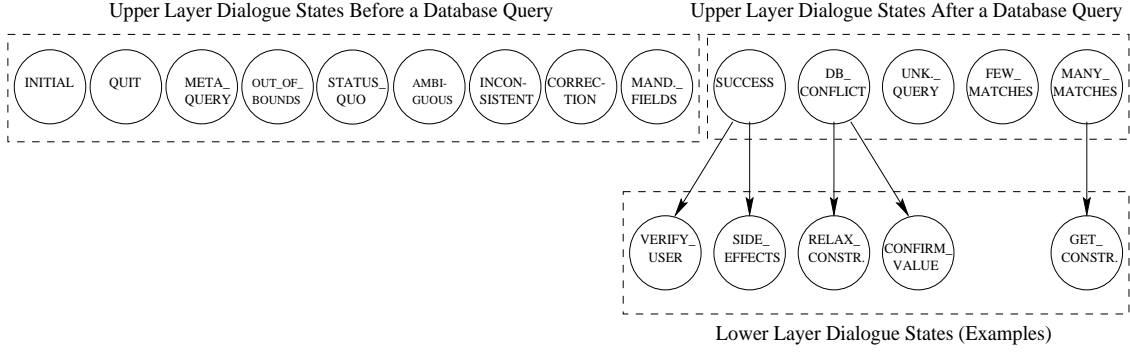 Upper Layer Dialogue States Before a Database Query
Upper Layer Dialogue States After a Database Query
INITIAL
QUIT
META_
QUERY
OUT_OF_
BOUNDS
STATUS_
QUO
AMBI-
GUOUS
INCON-
SISTENT
CORREC-
TION
MAND._
FIELDS
SUCCESS
DB_
CONFLICT
UNK._
QUERY
FEW_
MATCHES
MANY_
MATCHES
VERIFY_
USER
SIDE_
EFFECTS
RELAX_
CONSTR.
CONFIRM_
VALUE
GET_
CONSTR.
Lower Layer Dialogue States (Examples)